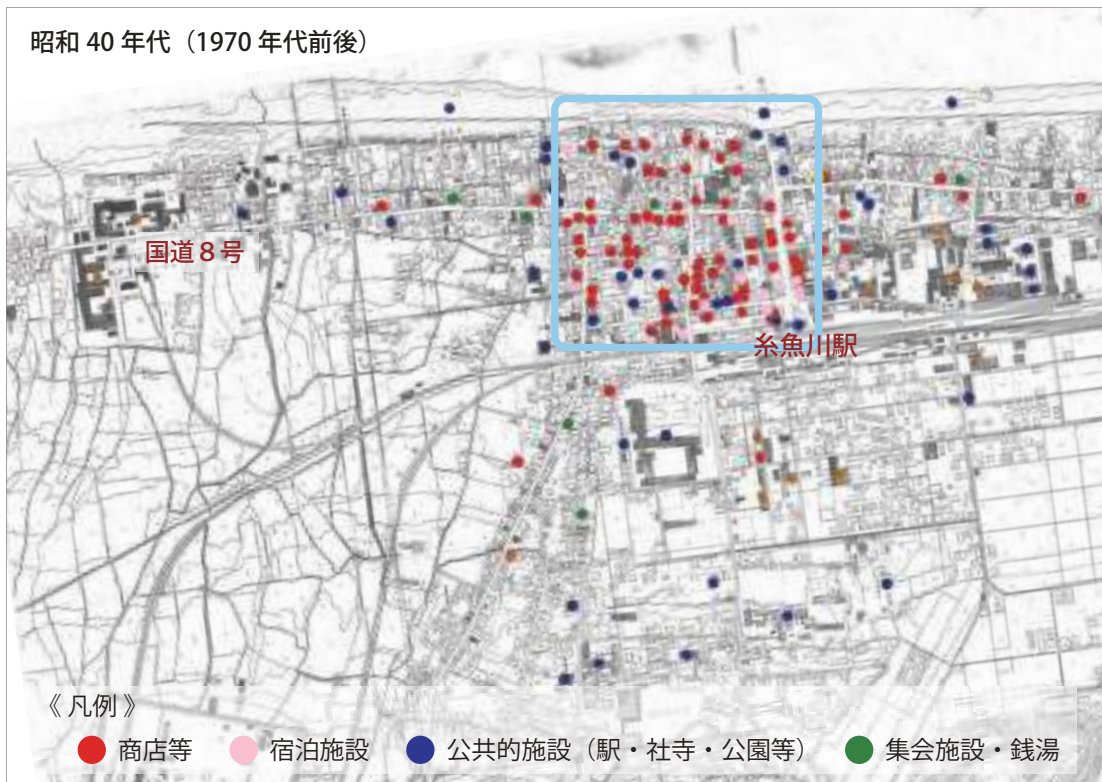 昭和 40 年代（1970 年代前後）
国道８号
糸魚川駅
《 凡例 》
商店等
宿泊施設
公共的施設（駅・社寺・公園等）
集会施設・銭湯